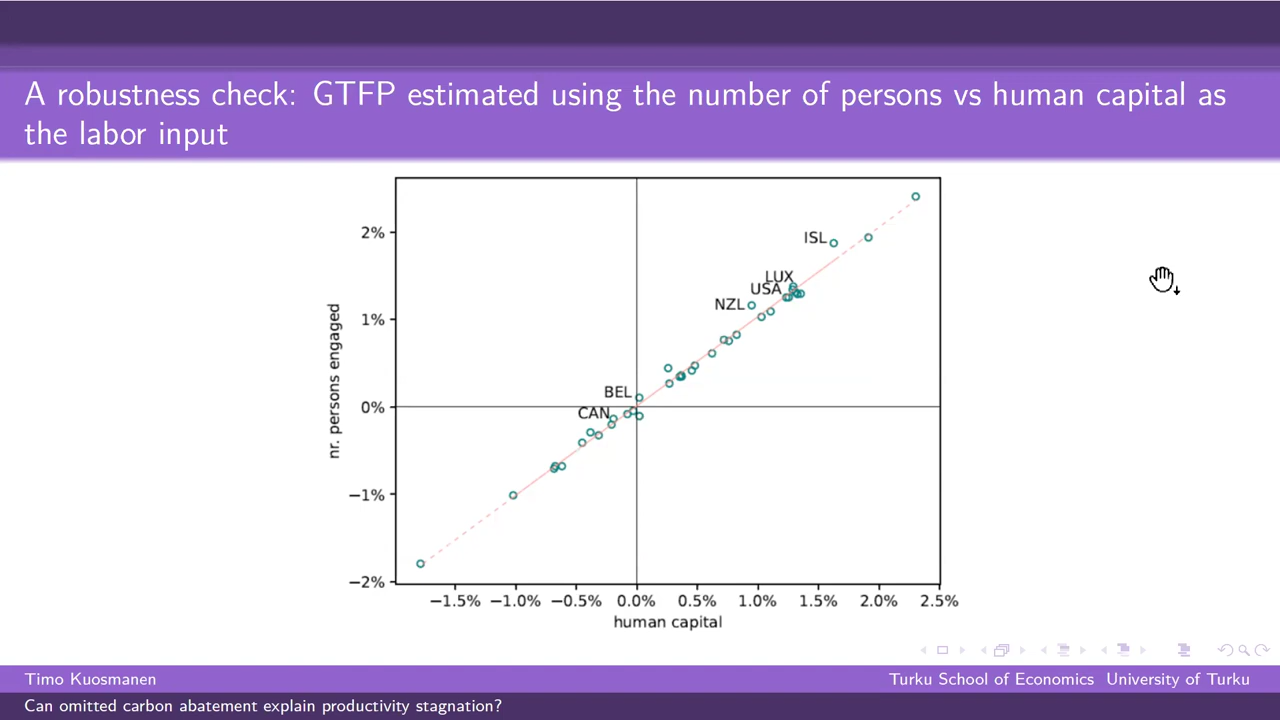 A robustness check: GTFP estimated using the number of persons vs human capital as
the labor input
2%
1%
0%
−1%
−2%
nr. persons engaged
ISL
LUX
USA
NZL
BEL
CAN
−1.5% −1.0% −0.5% 0.0% 0.5% 1.0% 1.5% 2.0% 2.5%
human capital
Timo Kuosmanen
Turku School of Economics University of Turku
Can omitted carbon abatement explain productivity stagnation?